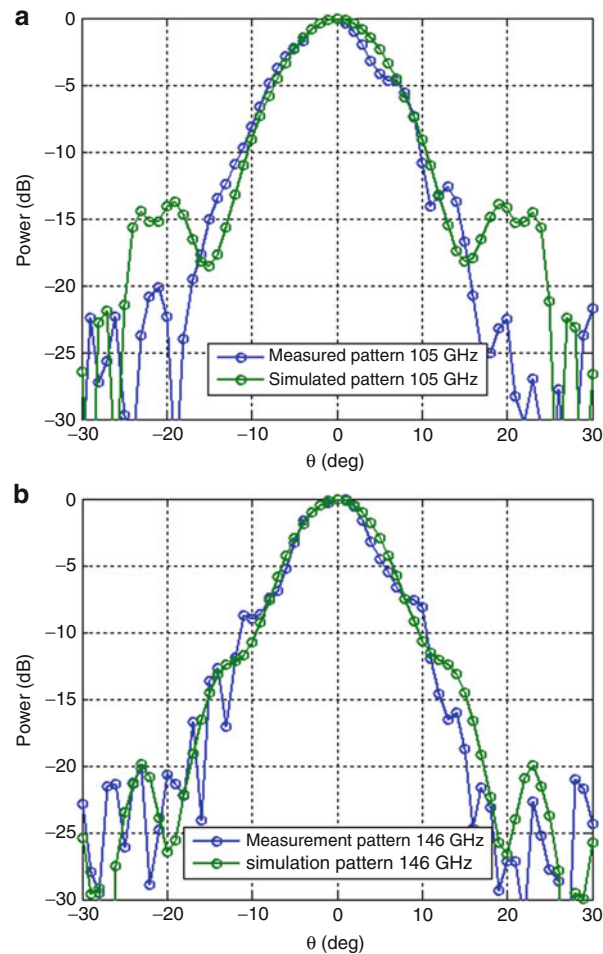 a
0
−5
−10
−15
−20
−25
−30
Power (dB)
Measured pattern 105 GHz
Simulated pattern 105 GHz
−30 −20 −10 0 10 20 30
θ (deg)
b
0
−5
−10
−15
−20
−25
−30
Power (dB)
Measurement pattern 146 GHz
simulation pattern 146 GHz
−30 −20 −10 0 10 20 30
θ (deg)